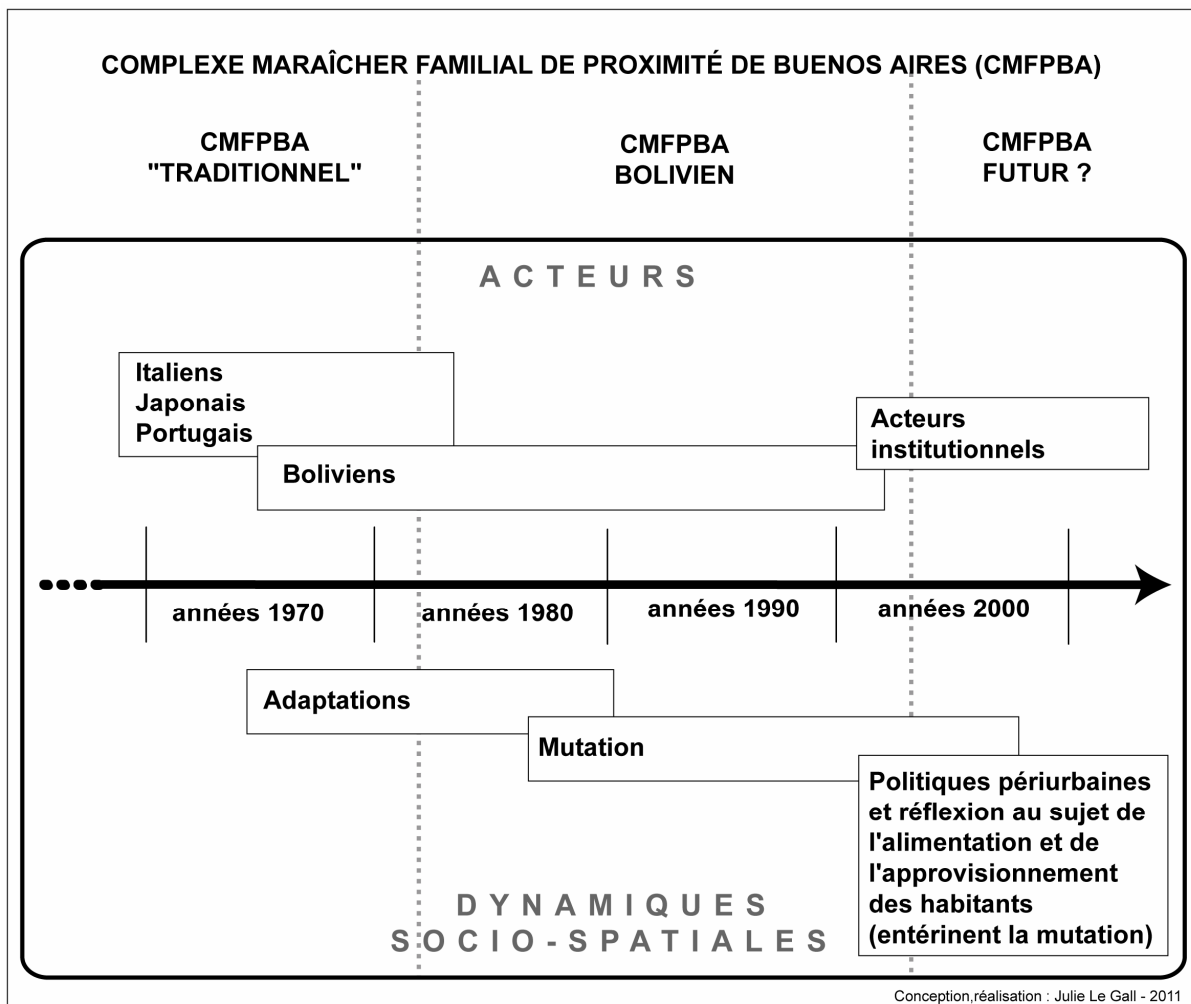 COMPLEXE MARAÎCHER FAMILIAL DE PROXIMITÉ DE BUENOS AIRES (CMFPBA)
CMFPBA
"TRADITIONNEL"
CMFPBA
BOLIVIEN
CMFPBA
FUTUR ?
ACTEURS
Italiens
Japonais
Portugais
Boliviens
Acteurs
institutionnels
années 1970
années 1980
années 1990
années 2000
Adaptations
Mutation
Politiques périurbaines
et réflexion au sujet de
l'alimentation et de
l'approvisionnement
des habitants
(entérinent la mutation)
DYNAMIQUES
SOCIO-SPATIALES
Conception,réalisation : Julie Le Gall - 2011